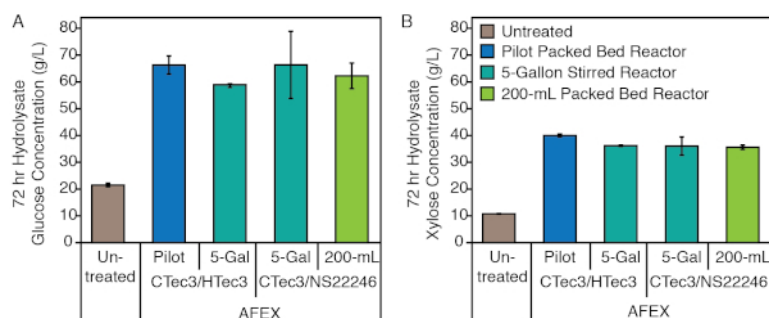 A
72 hr Hydrolysate
Glucose Concentration (g/L)
80
70
60
50
40
30
20
10
0
Un-
treated
Pilot
5-Gal
5-Gal
200-mL
CTec3/HTec3
CTec3/NS22246
AFEX
B
72 hr Hydrolysate
Xylose Concentration (g/L)
80
70
60
50
40
30
20
10
0
Untreated
Pilot Packed Bed Reactor
5-Gallon Stirred Reactor
200-mL Packed Bed Reactor
Un-
treated
Pilot
5-Gal
5-Gal
200-mL
CTec3/HTec3
CTec3/NS22246
AFEX